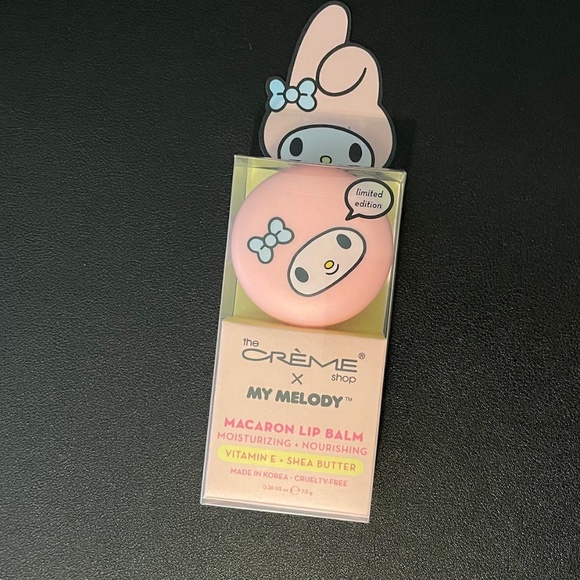 limited
edition
the
CRÈME®
shop
X
MY MELODY™
MACARON LIP BALM
MOISTURIZING + NOURISHING
VITAMIN E + SHEA BUTTER
MADE IN KOREA • CRUELTY-FREE